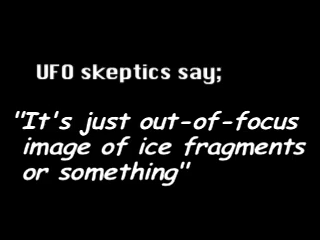 UFO skeptics say;
"It's just out-of-focus
image of ice fragments
or something"